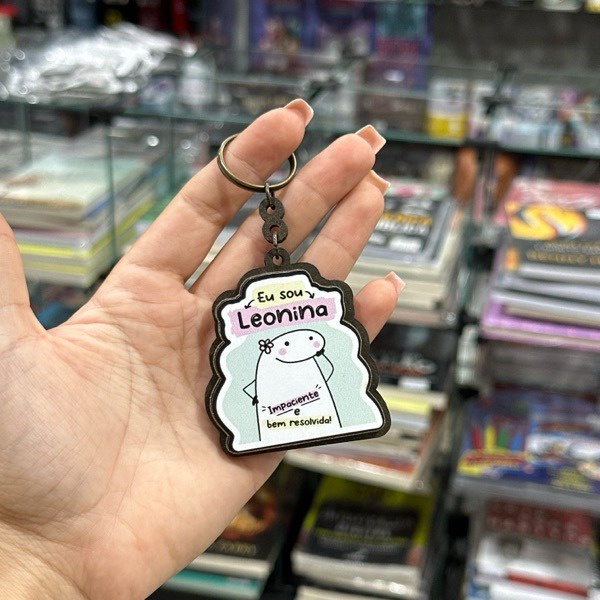 Eu sou
Leonina
Impaciente
e
bem resolvida!